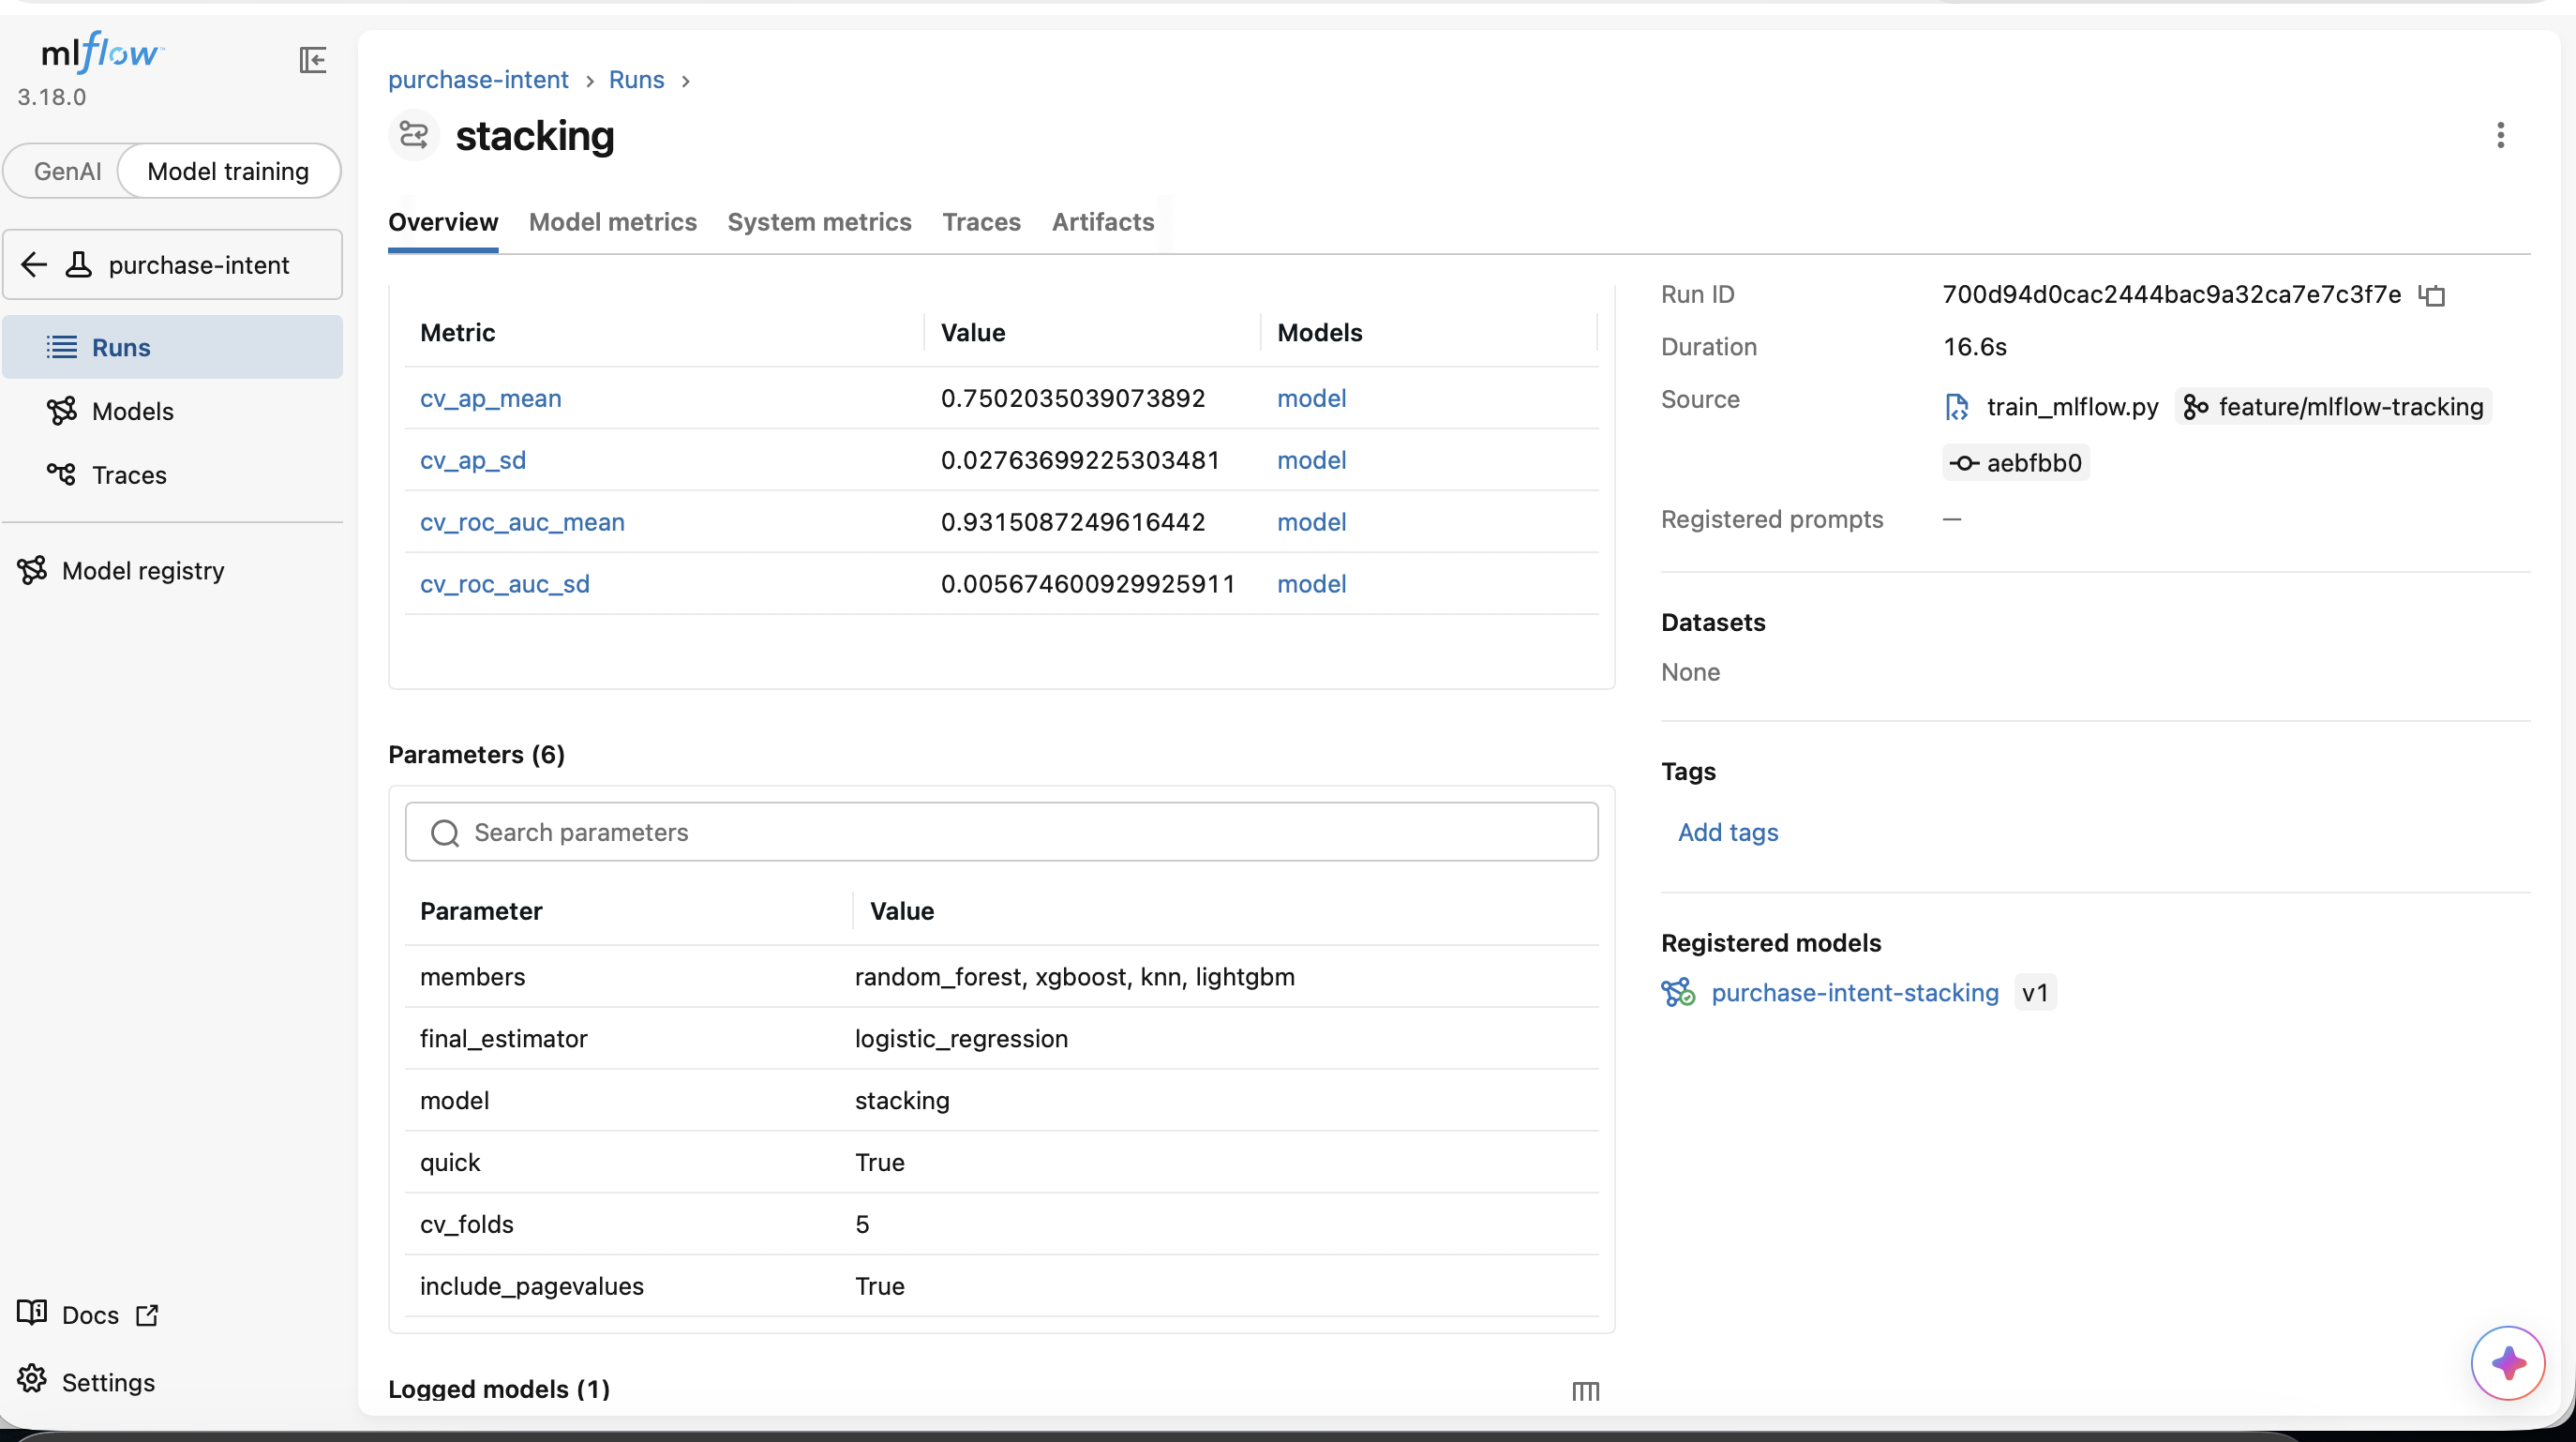 mlflow
3.18.0
GenAI
Model training
purchase-intent
Runs
Models
Traces
Model registry
Docs
Settings
purchase-intent > Runs >
stacking
Overview
Model metrics
System metrics
Traces
Artifacts
Metric Value Models
cv_ap_mean 0.7502035039073892 model
cv_ap_sd 0.02763699225303481 model
cv_roc_auc_mean 0.9315087249616442 model
cv_roc_auc_sd 0.005674600929925911 model
Parameters (6)
Search parameters
Parameter Value
members random_forest, xgboost, knn, lightgbm
final_estimator logistic_regression
model stacking
quick True
cv_folds 5
include_pagevalues True
Logged models (1)
Run ID 700d94d0cac2444bac9a32ca7e7c3f7e
Duration 16.6s
Source train_mlflow.py feature/mlflow-tracking
aebfbb0
Registered prompts —
Datasets
None
Tags
Add tags
Registered models
purchase-intent-stacking v1